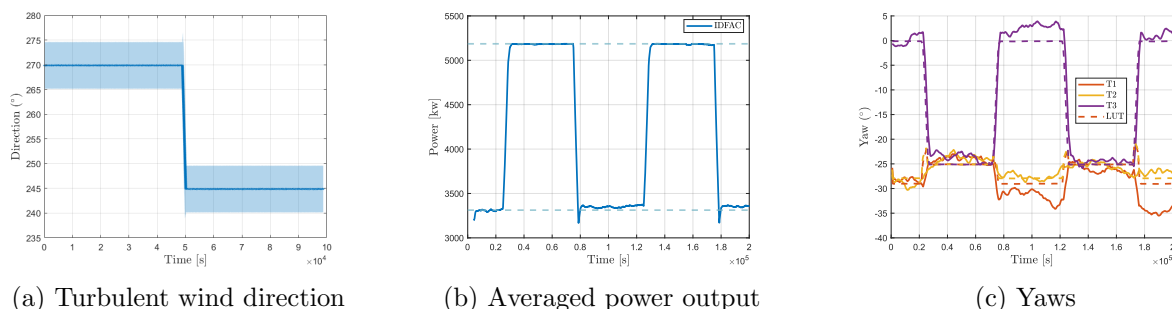 280
275
270
265
260
255
250
245
240
235
Direction (°)
0 1 2 3 4 5 6 7 8 9 10
Time [s]
×10⁴
(a) Turbulent wind direction
5500
5000
4500
4000
3500
3000
Power [kw]
IDFAC
0 0.2 0.4 0.6 0.8 1 1.2 1.4 1.6 1.8 2
Time [s]
×10⁵
(b) Averaged power output
5
0
-5
-10
-15
-20
-25
-30
-35
-40
Yaw (°)
T1
T2
T3
LUT
0 0.2 0.4 0.6 0.8 1 1.2 1.4 1.6 1.8 2
Time [s]
×10⁵
(c) Yaws